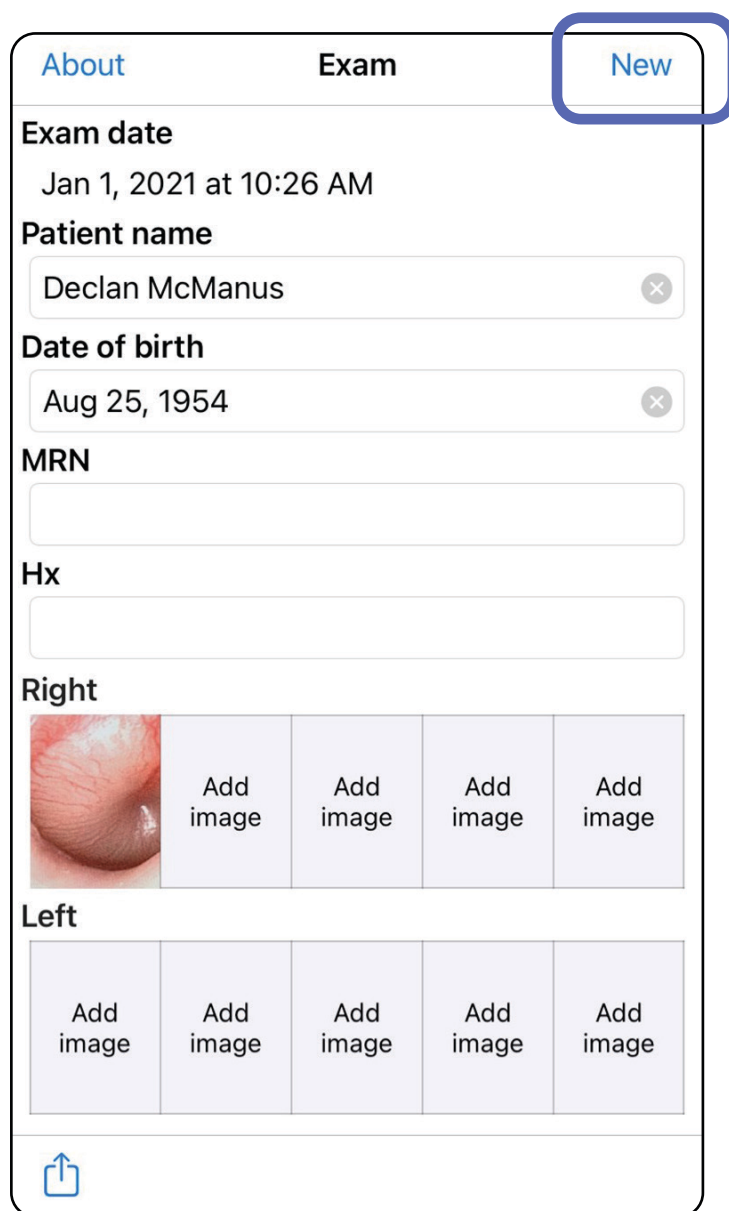 About Exam New
Exam date
Jan 1, 2021 at 10:26 AM
Patient name
Declan McManus
Date of birth
Aug 25, 1954
MRN
Hx
Right
Add image Add image Add image Add image
Left
Add image Add image Add image Add image Add image